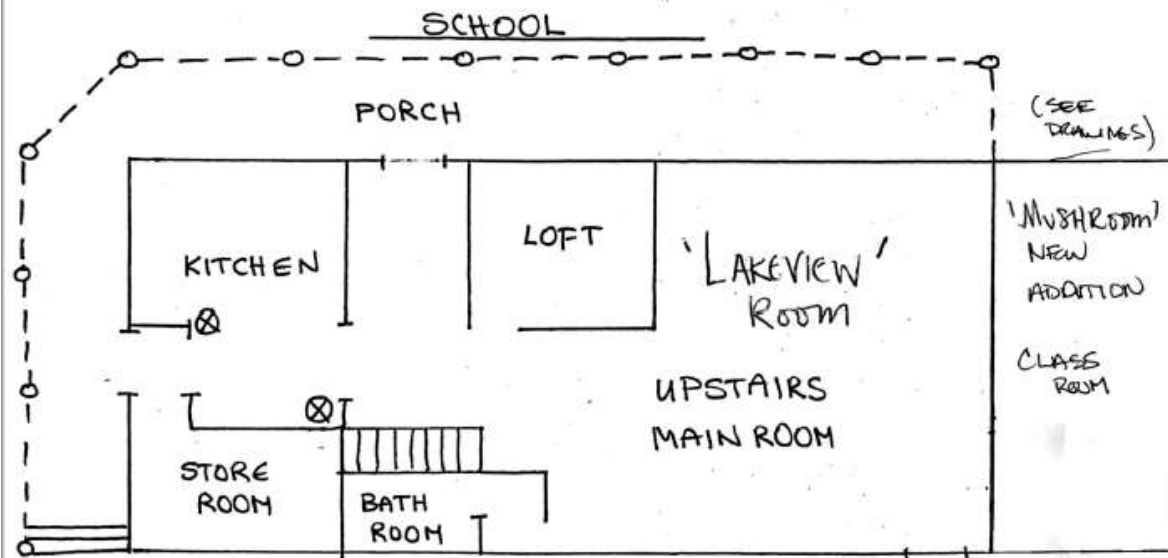 SCHOOL
PORCH
(SEE
DRAWINGS)
KITCHEN
LOFT
'LAKEVIEW'
ROOM
'MUSHROOM'
NEW
ADDITION
CLASS
ROOM
UPSTAIRS
MAIN ROOM
STORE
ROOM
BATH
ROOM